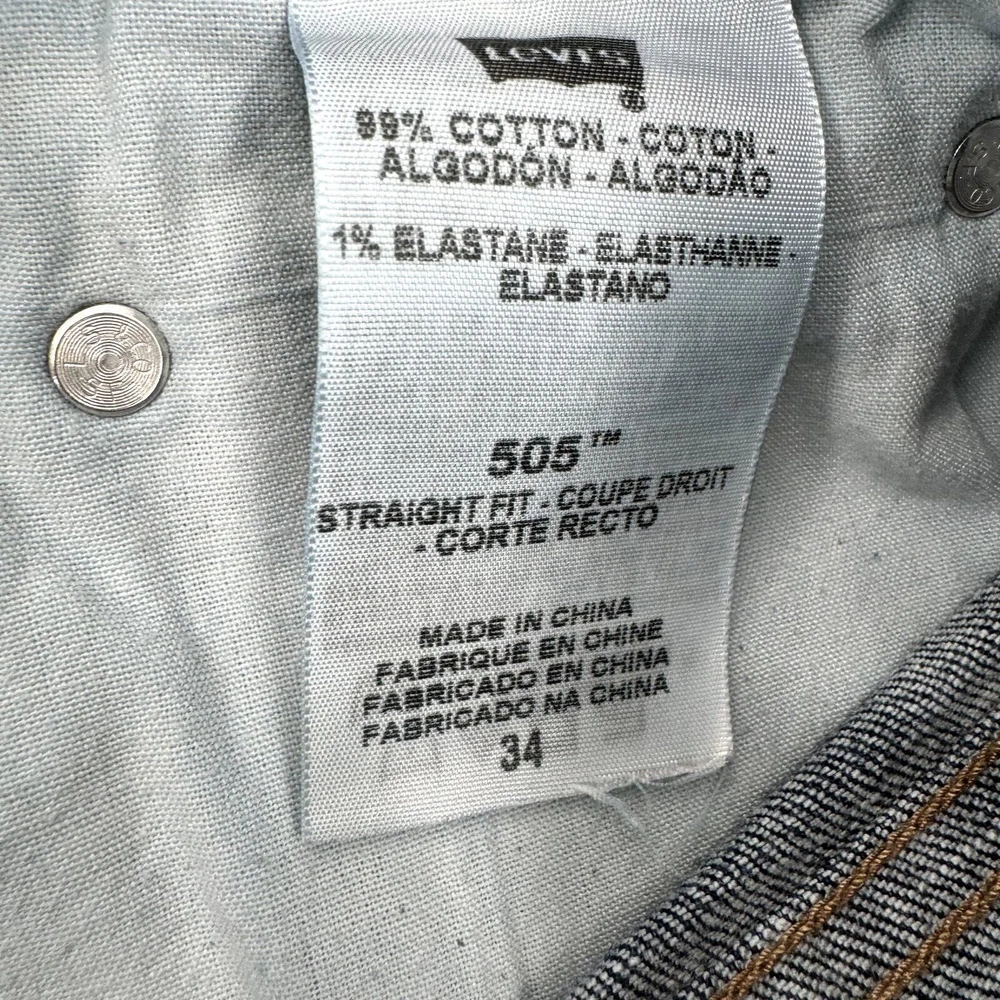 LEVI'S
99% COTTON - COTON -
ALGODÓN - ALGODÃO
1% ELASTANE - ELASTHANNE -
ELASTANO
505™
STRAIGHT FIT - COUPE DROIT
- CORTE RECTO
MADE IN CHINA
FABRIQUE EN CHINE
FABRICADO EN CHINA
FABRICADO NA CHINA
34